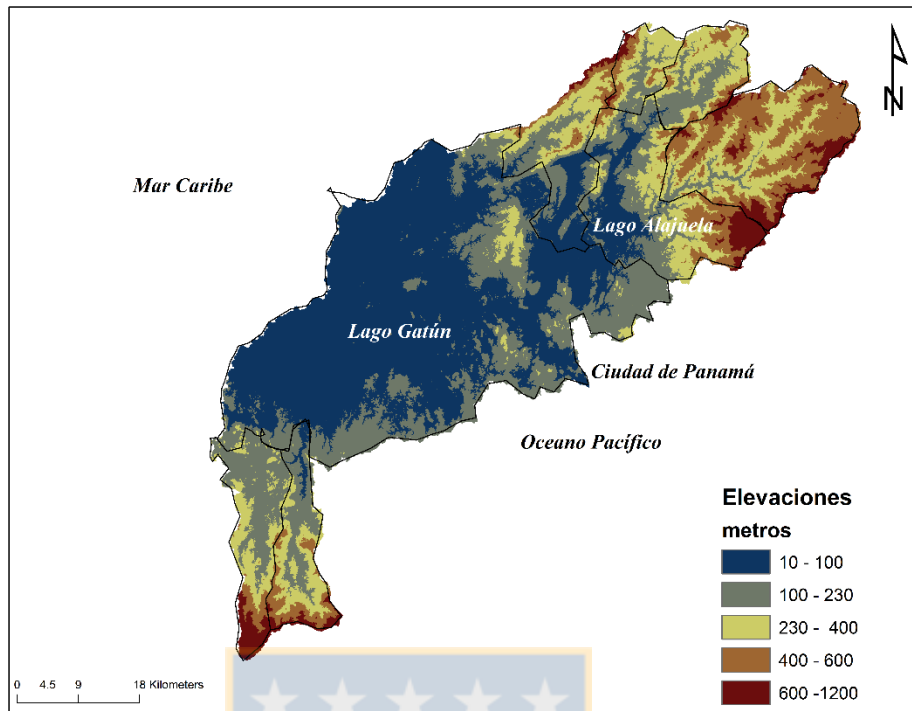 N
Mar Caribe
Lago Alajuela
Lago Gatún
Ciudad de Panamá
Oceano Pacífico
Elevaciones
metros
10 - 100
100 - 230
230 - 400
400 - 600
600 -1200
0 4.5 9 18 Kilometers